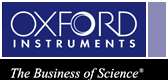 OXFORD
INSTRUMENTS
The Business of Science®